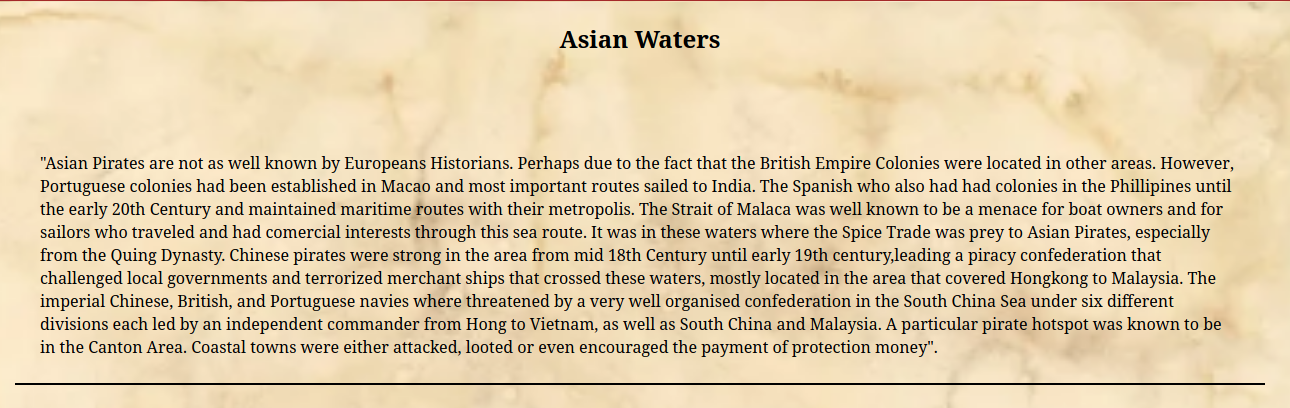 Asian Waters
"Asian Pirates are not as well known by Europeans Historians. Perhaps due to the fact that the British Empire Colonies were located in other areas. However,
Portuguese colonies had been established in Macao and most important routes sailed to India. The Spanish who also had had colonies in the Phillipines until
the early 20th Century and maintained maritime routes with their metropolis. The Strait of Malaca was well known to be a menace for boat owners and for
sailors who traveled and had comercial interests through this sea route. It was in these waters where the Spice Trade was prey to Asian Pirates, especially
from the Quing Dynasty. Chinese pirates were strong in the area from mid 18th Century until early 19th century,leading a piracy confederation that
challenged local governments and terrorized merchant ships that crossed these waters, mostly located in the area that covered Hongkong to Malaysia. The
imperial Chinese, British, and Portuguese navies where threatened by a very well organised confederation in the South China Sea under six different
divisions each led by an independent commander from Hong to Vietnam, as well as South China and Malaysia. A particular pirate hotspot was known to be
in the Canton Area. Coastal towns were either attacked, looted or even encouraged the payment of protection money".